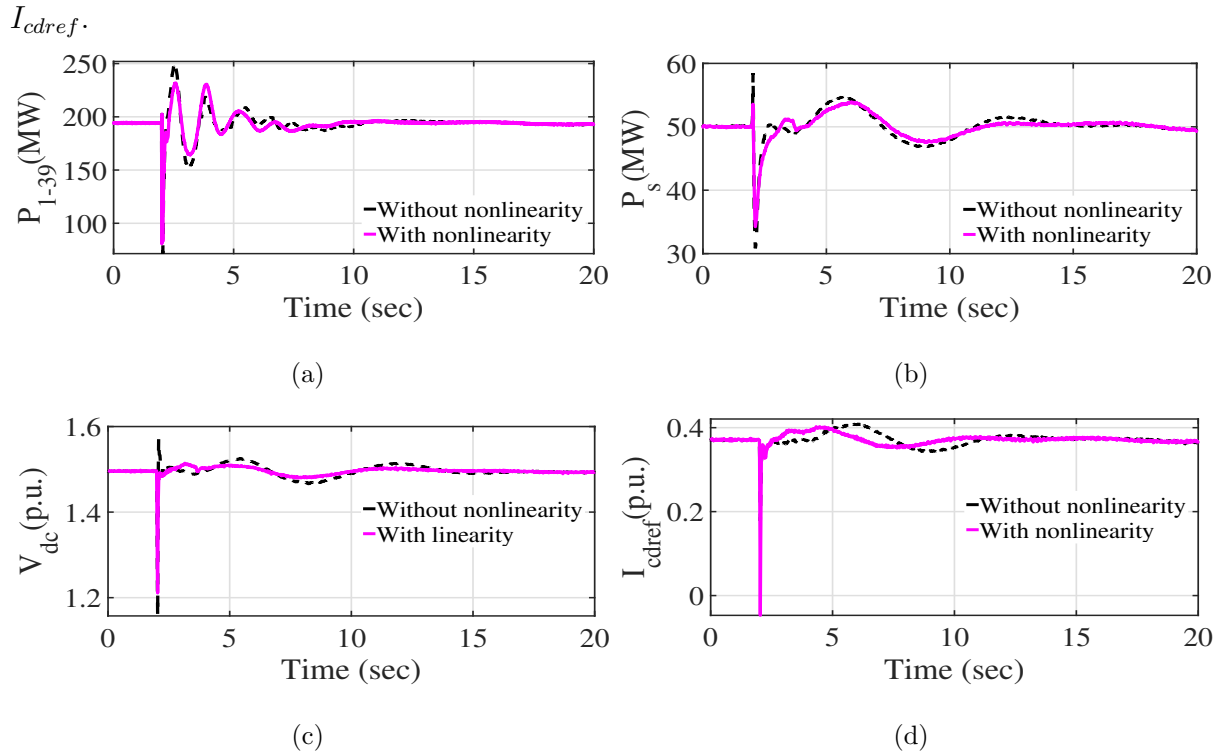 I_cdref.
250
200
150
100
P_1-39(MW)
Without nonlinearity
With nonlinearity
0 5 10 15 20
Time (sec)
(a)
60
50
40
30
P_s(MW)
Without nonlinearity
With nonlinearity
0 5 10 15 20
Time (sec)
(b)
1.6
1.4
1.2
V_dc(p.u.)
Without nonlinearity
With linearity
0 5 10 15 20
Time (sec)
(c)
0.4
0.2
0
I_cdref(p.u.)
Without nonlinearity
With nonlinearity
0 5 10 15 20
Time (sec)
(d)